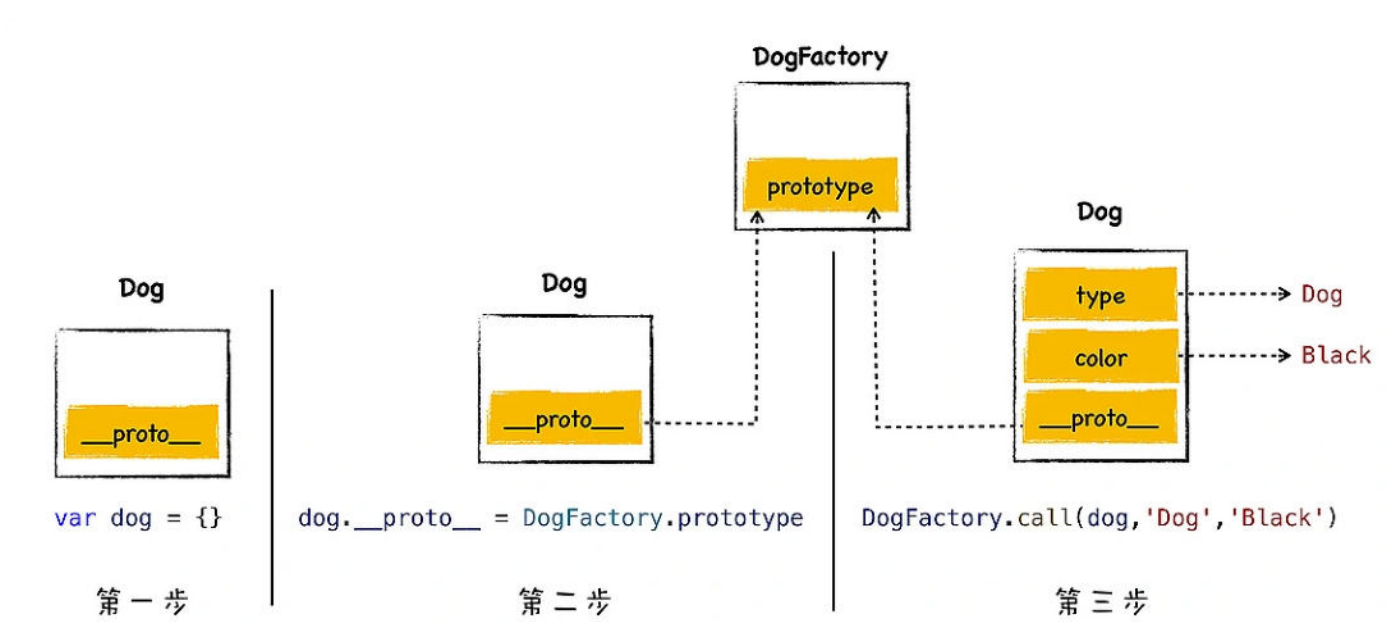 DogFactory
prototype
Dog
__proto__
var dog = {}
第一步
Dog
__proto__
dog.__proto__ = DogFactory.prototype
第二步
Dog
type
Dog
color
Black
__proto__
DogFactory.call(dog,'Dog','Black')
第三步